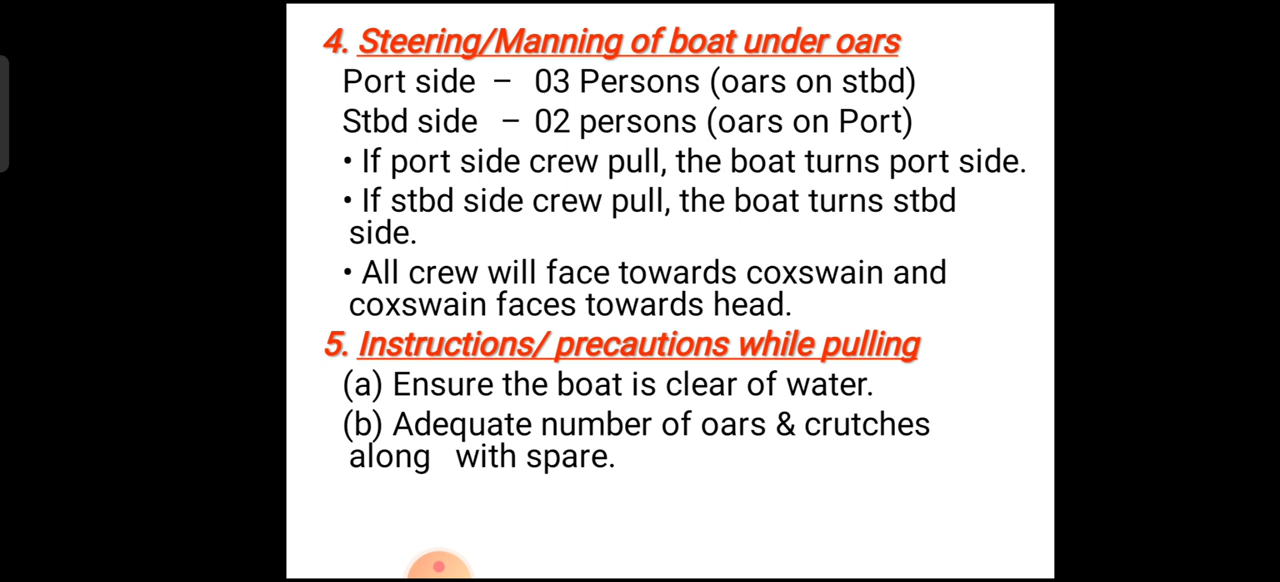 4. Steering/Manning of boat under oars
Port side – 03 Persons (oars on stbd)
Stbd side – 02 persons (oars on Port)
• If port side crew pull, the boat turns port side.
• If stbd side crew pull, the boat turns stbd
side.
• All crew will face towards coxswain and
coxswain faces towards head.
5. Instructions/ precautions while pulling
(a) Ensure the boat is clear of water.
(b) Adequate number of oars & crutches
along with spare.